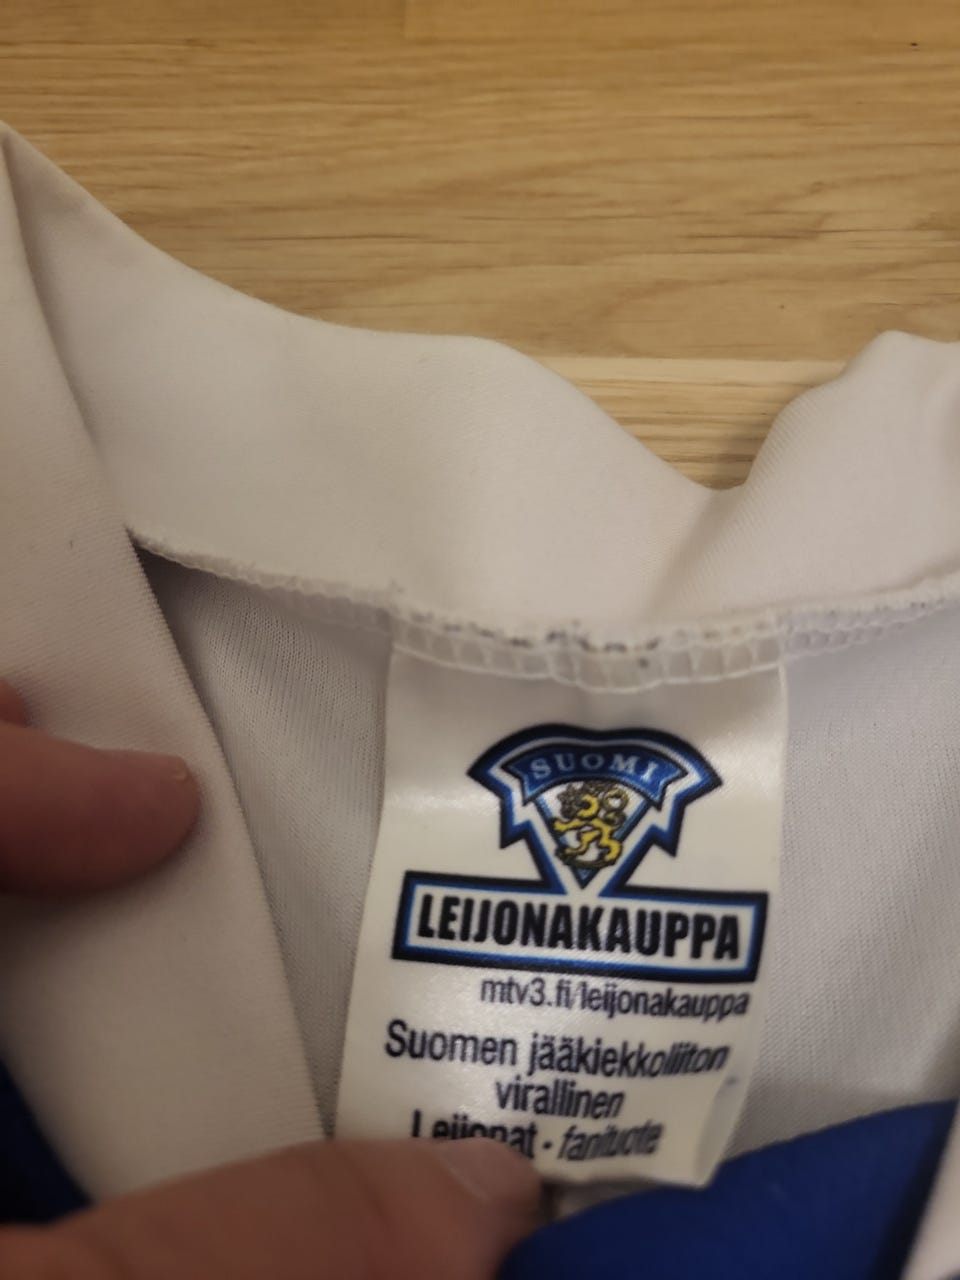 SUOMI
LEIJONAKAUPPA
mtv3.fi/leijonakauppa
Suomen jääkiekkoliiton
virallinen
Leijonat - fanituote